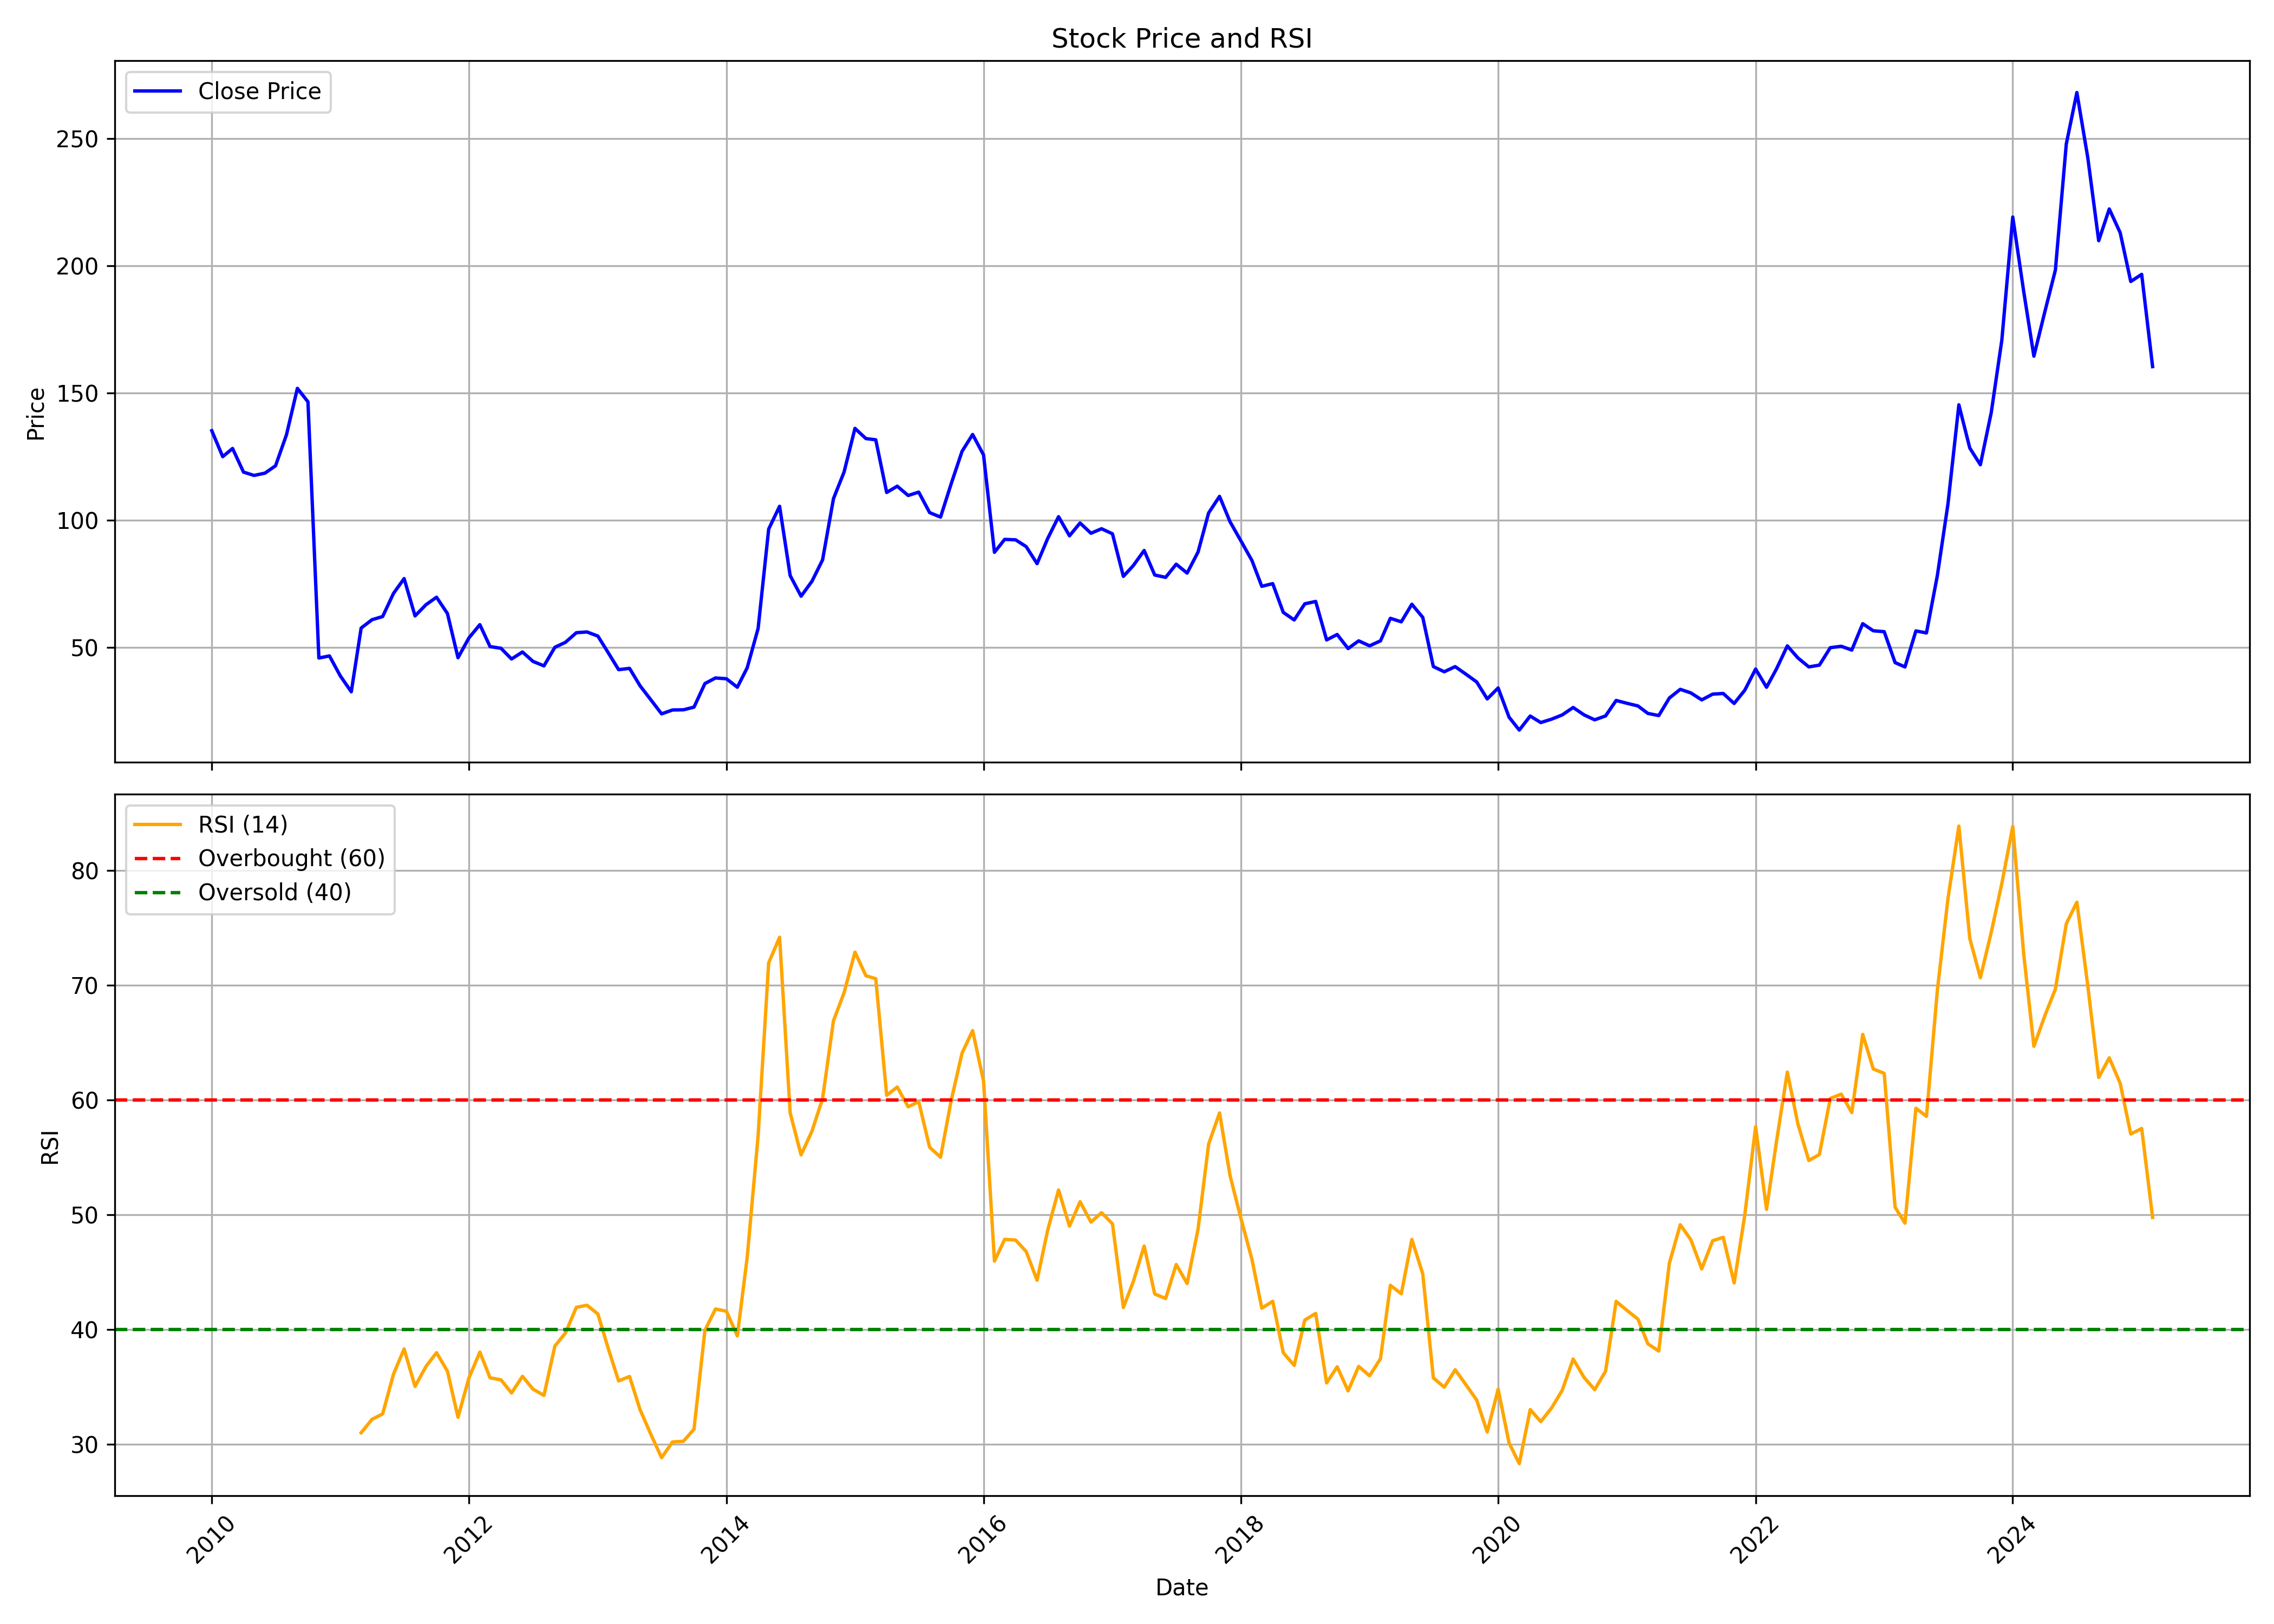 Stock Price and RSI
Close Price
Price
250
200
150
100
50
RSI (14)
Overbought (60)
Oversold (40)
RSI
80
70
60
50
40
30
2010
2012
2014
2016
2018
2020
2022
2024
Date